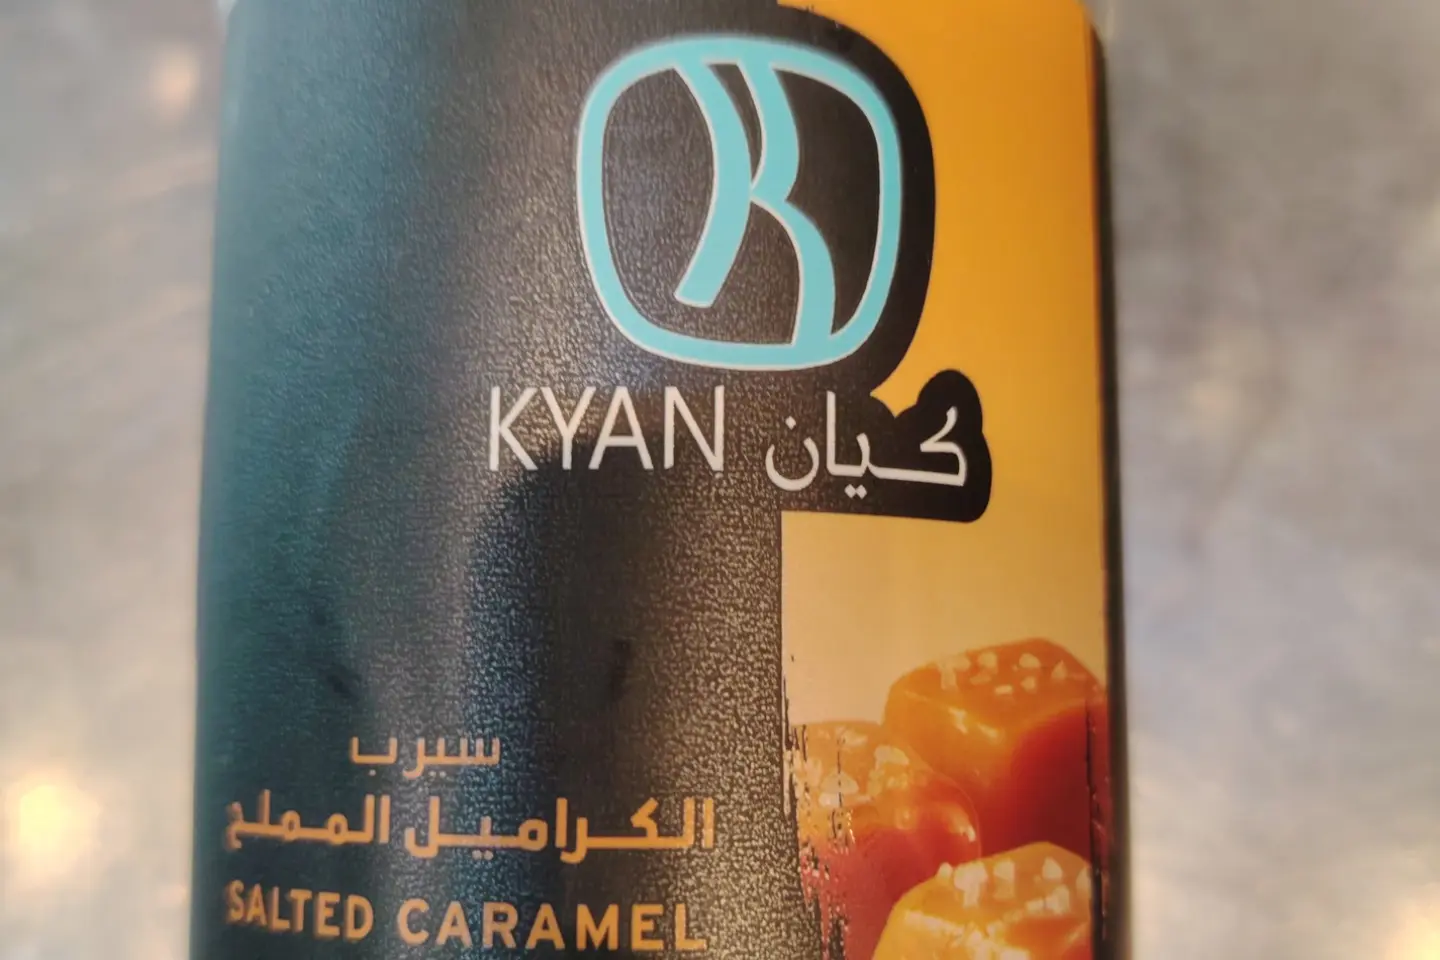 KYAN كيان
سيرب
الكراميل المملح
SALTED CARAMEL